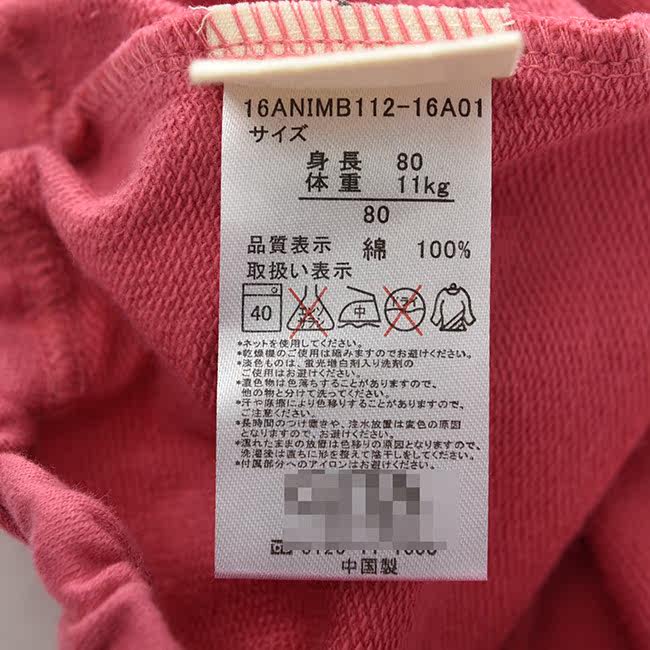 16ANIMB112-16A01
サイズ
身長 80
体重 11kg
80
品質表示 綿 100%
取扱い表示
40 エンソサラシ 中 ドライ
*ネットを使用してください。
*乾燥機のご使用は縮みますのでお避けください。
*淡色ものは、蛍光増白剤入り洗剤の
ご使用はお避けください。
*濃色物は色落ちすることがありますので、
他の物と分けて洗ってください。
*汗や摩擦により色移りすることがありますので、
ご注意ください。
*長時間のつけ置きや、注水放置は変色の原因
となりますので、お避けください。
*濡れたままの放置は色移りの原因となりますので、
洗濯後は直ちに形を整えて陰干しをしてください。
*付属部分へのアイロンはお避けください。
中国製